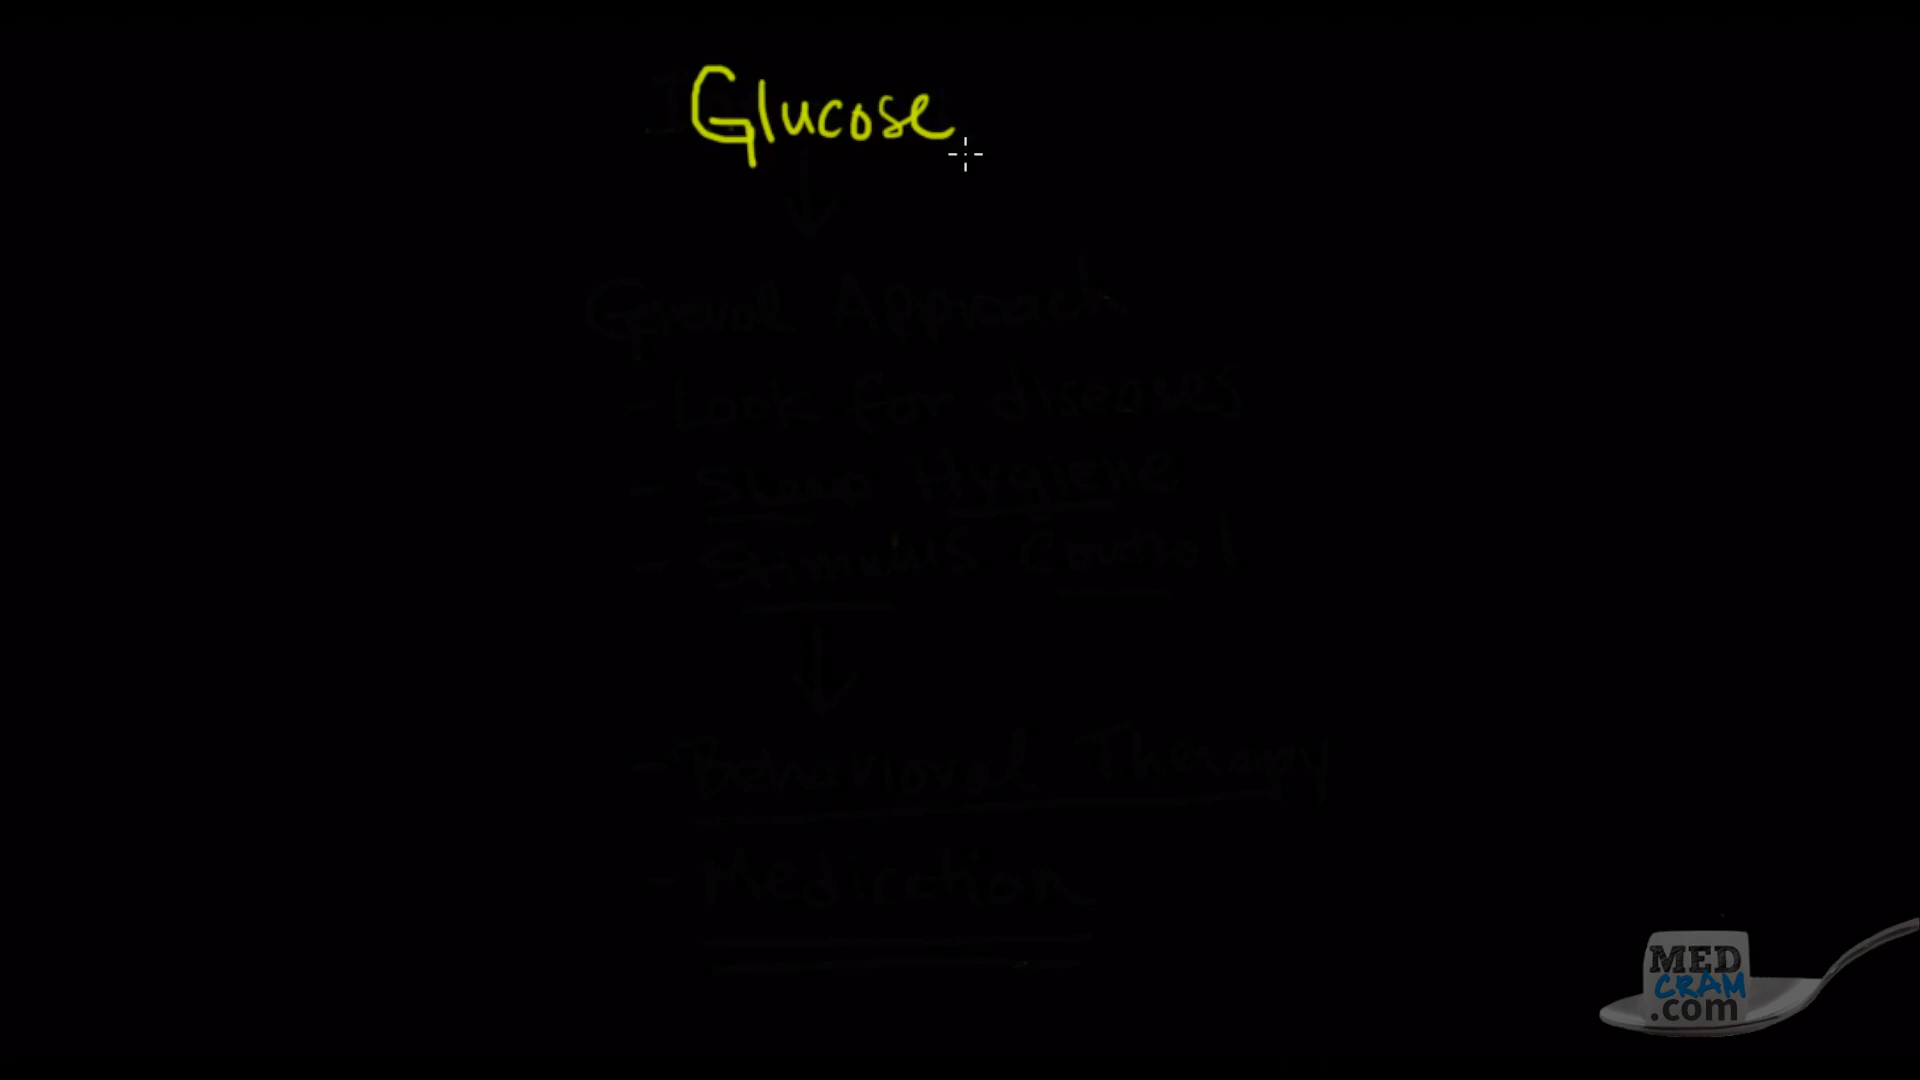 Glucose
General Approach
- Look for diseases
- Sleep Hygiene
- Stimulus Control
- Behavioral Therapy
- Medication
MED
CRAM
.com